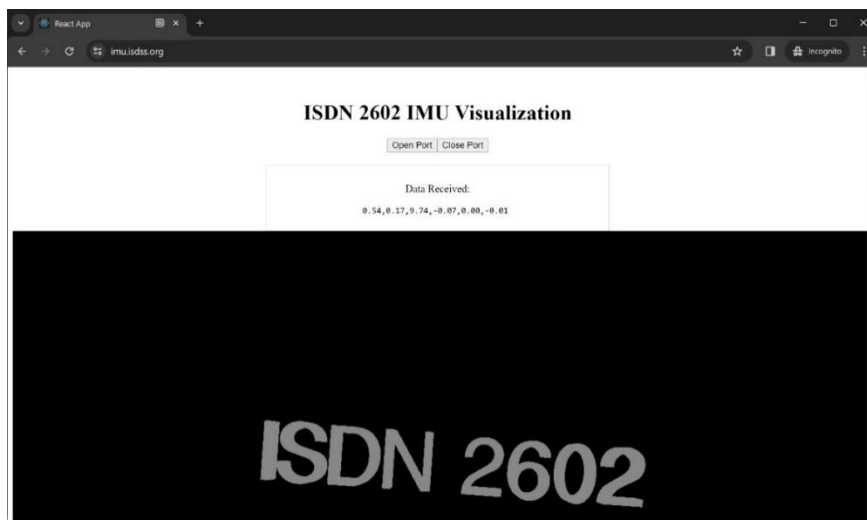 React App
imu.isdss.org
Incognito
ISDN 2602 IMU Visualization
Open Port Close Port
Data Received:
0.54,0.17,9.74,-0.07,0.00,-0.01
ISDN 2602